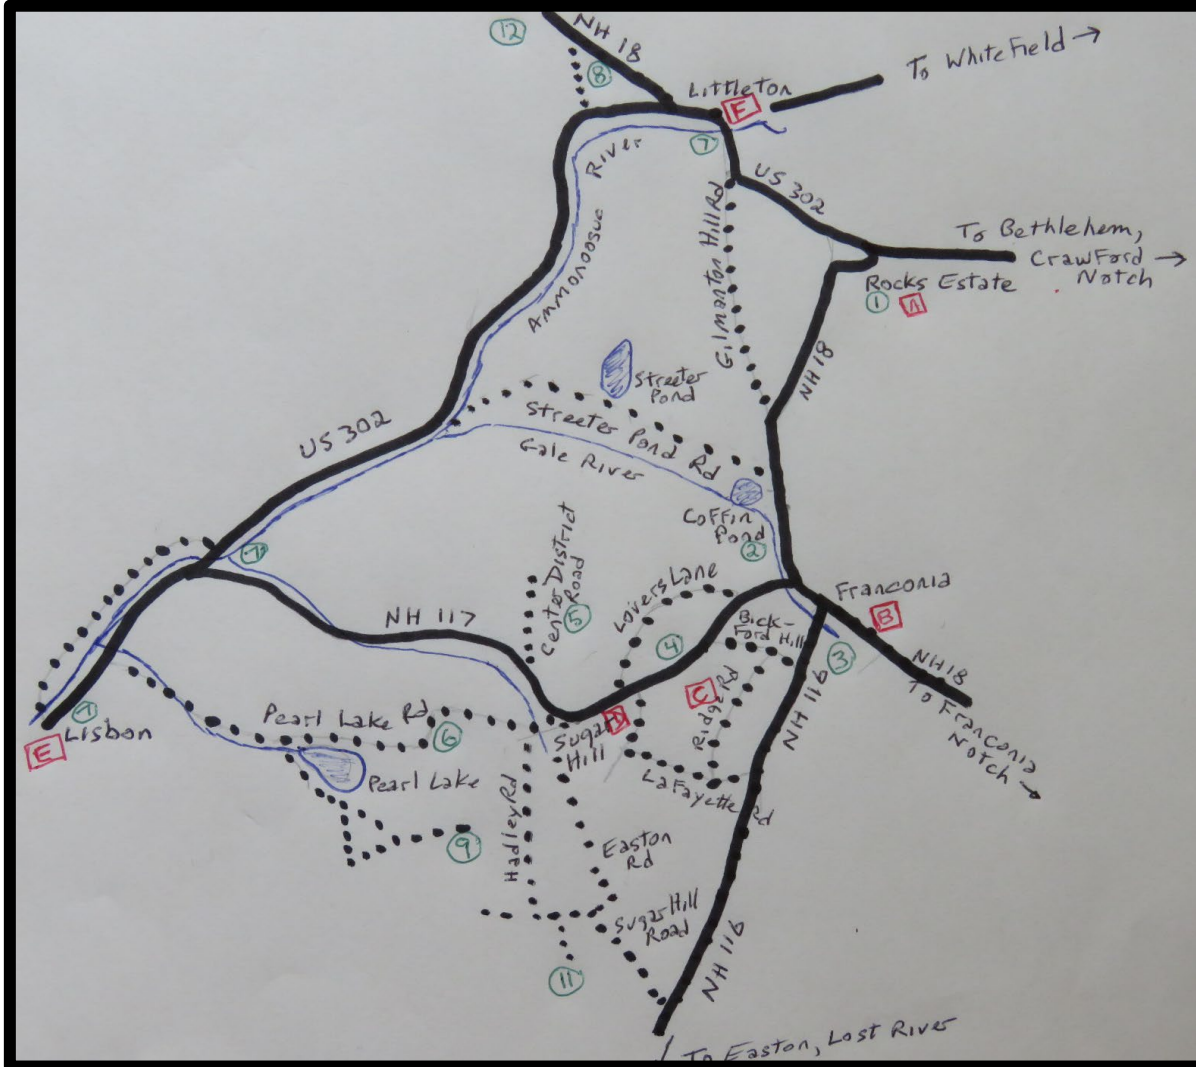 12
NH 18
8
To Whitefield →
Littleton
E
7
River
US 302
Gilmanton Hill Rd
To Bethlehem,
Crawford →
Notch
Ammonoosuc
Rocks Estate
1 A
NH 18
Streeter
Pond
Streeter Pond Rd
US 302
Gale River
Coffin
Pond
2
7
Center District
Road
5
Lovers Lane
Franconia
B
NH 117
4
Bick-
Ford Hill
3
NH 18
To Franconia
Notch →
C
Ridge Rd
NH 116
7
Lisbon
E
Pearl Lake Rd
6
D
Sugar
Hill
Pearl Lake
LaFayette Rd
Hadley Rd
9
Easton
Rd
Sugar Hill
Road
NH 116
11
To Easton, Lost River